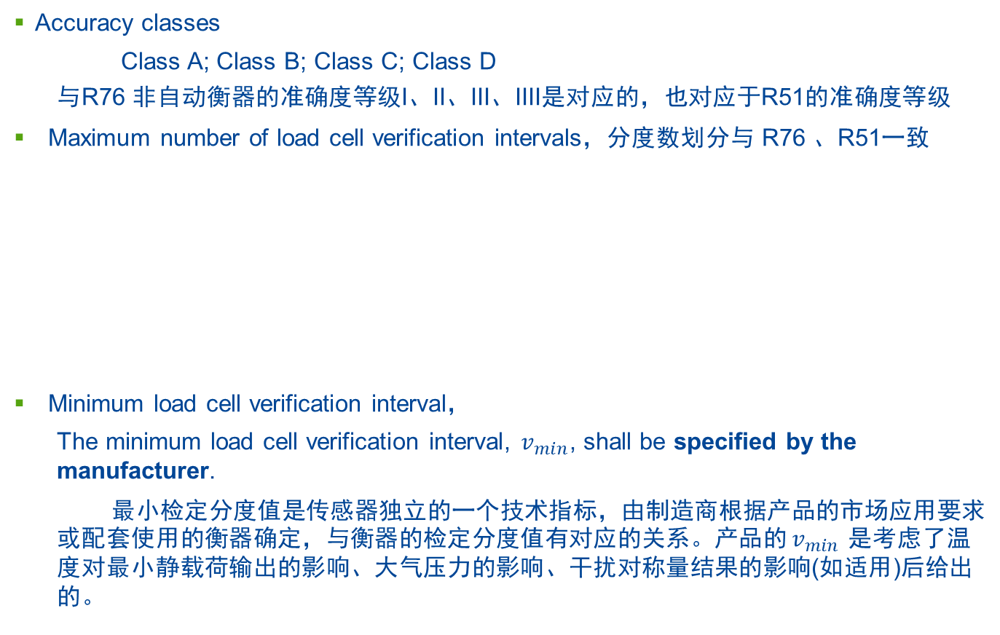 ▪ Accuracy classes
Class A; Class B; Class C; Class D
与R76 非自动衡器的准确度等级I、II、III、IIII是对应的，也对应于R51的准确度等级
▪ Maximum number of load cell verification intervals，分度数划分与 R76 、R51一致
▪ Minimum load cell verification interval，
The minimum load cell verification interval, v_min, shall be specified by the
manufacturer.
最小检定分度值是传感器独立的一个技术指标，由制造商根据产品的市场应用要求
或配套使用的衡器确定，与衡器的检定分度值有对应的关系。产品的 v_min 是考虑了温
度对最小静载荷输出的影响、大气压力的影响、干扰对称量结果的影响(如适用)后给出
的。